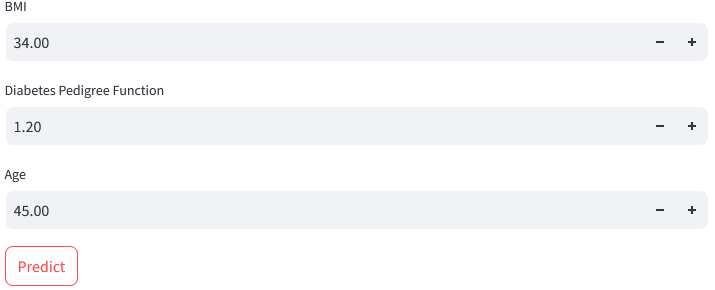 BMI
34.00 − +
Diabetes Pedigree Function
1.20 − +
Age
45.00 − +
Predict